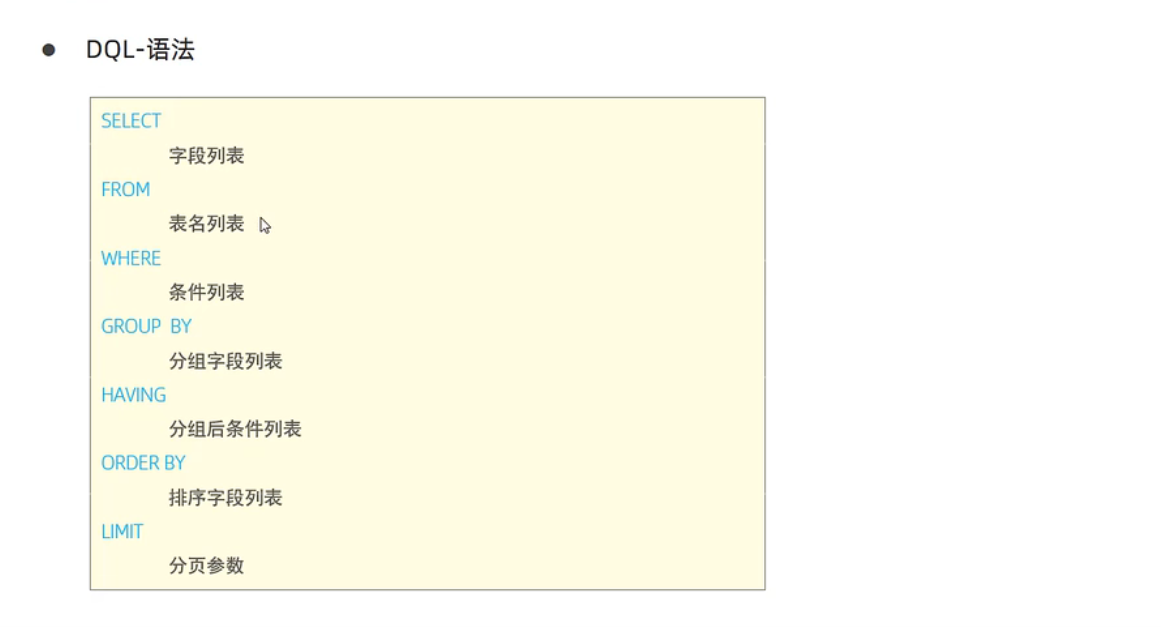 DQL-语法
SELECT
字段列表
FROM
表名列表
WHERE
条件列表
GROUP BY
分组字段列表
HAVING
分组后条件列表
ORDER BY
排序字段列表
LIMIT
分页参数